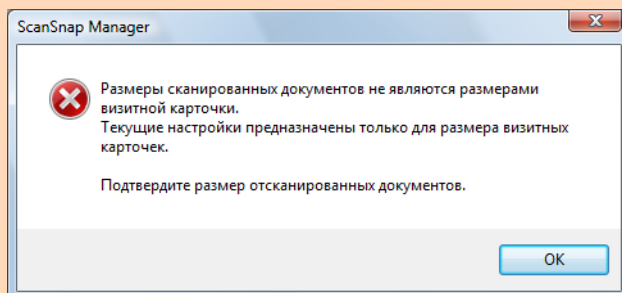 ScanSnap Manager
Размеры сканированных документов не являются размерами
визитной карточки.
Текущие настройки предназначены только для размера визитных
карточек.
Подтвердите размер отсканированных документов.
OK